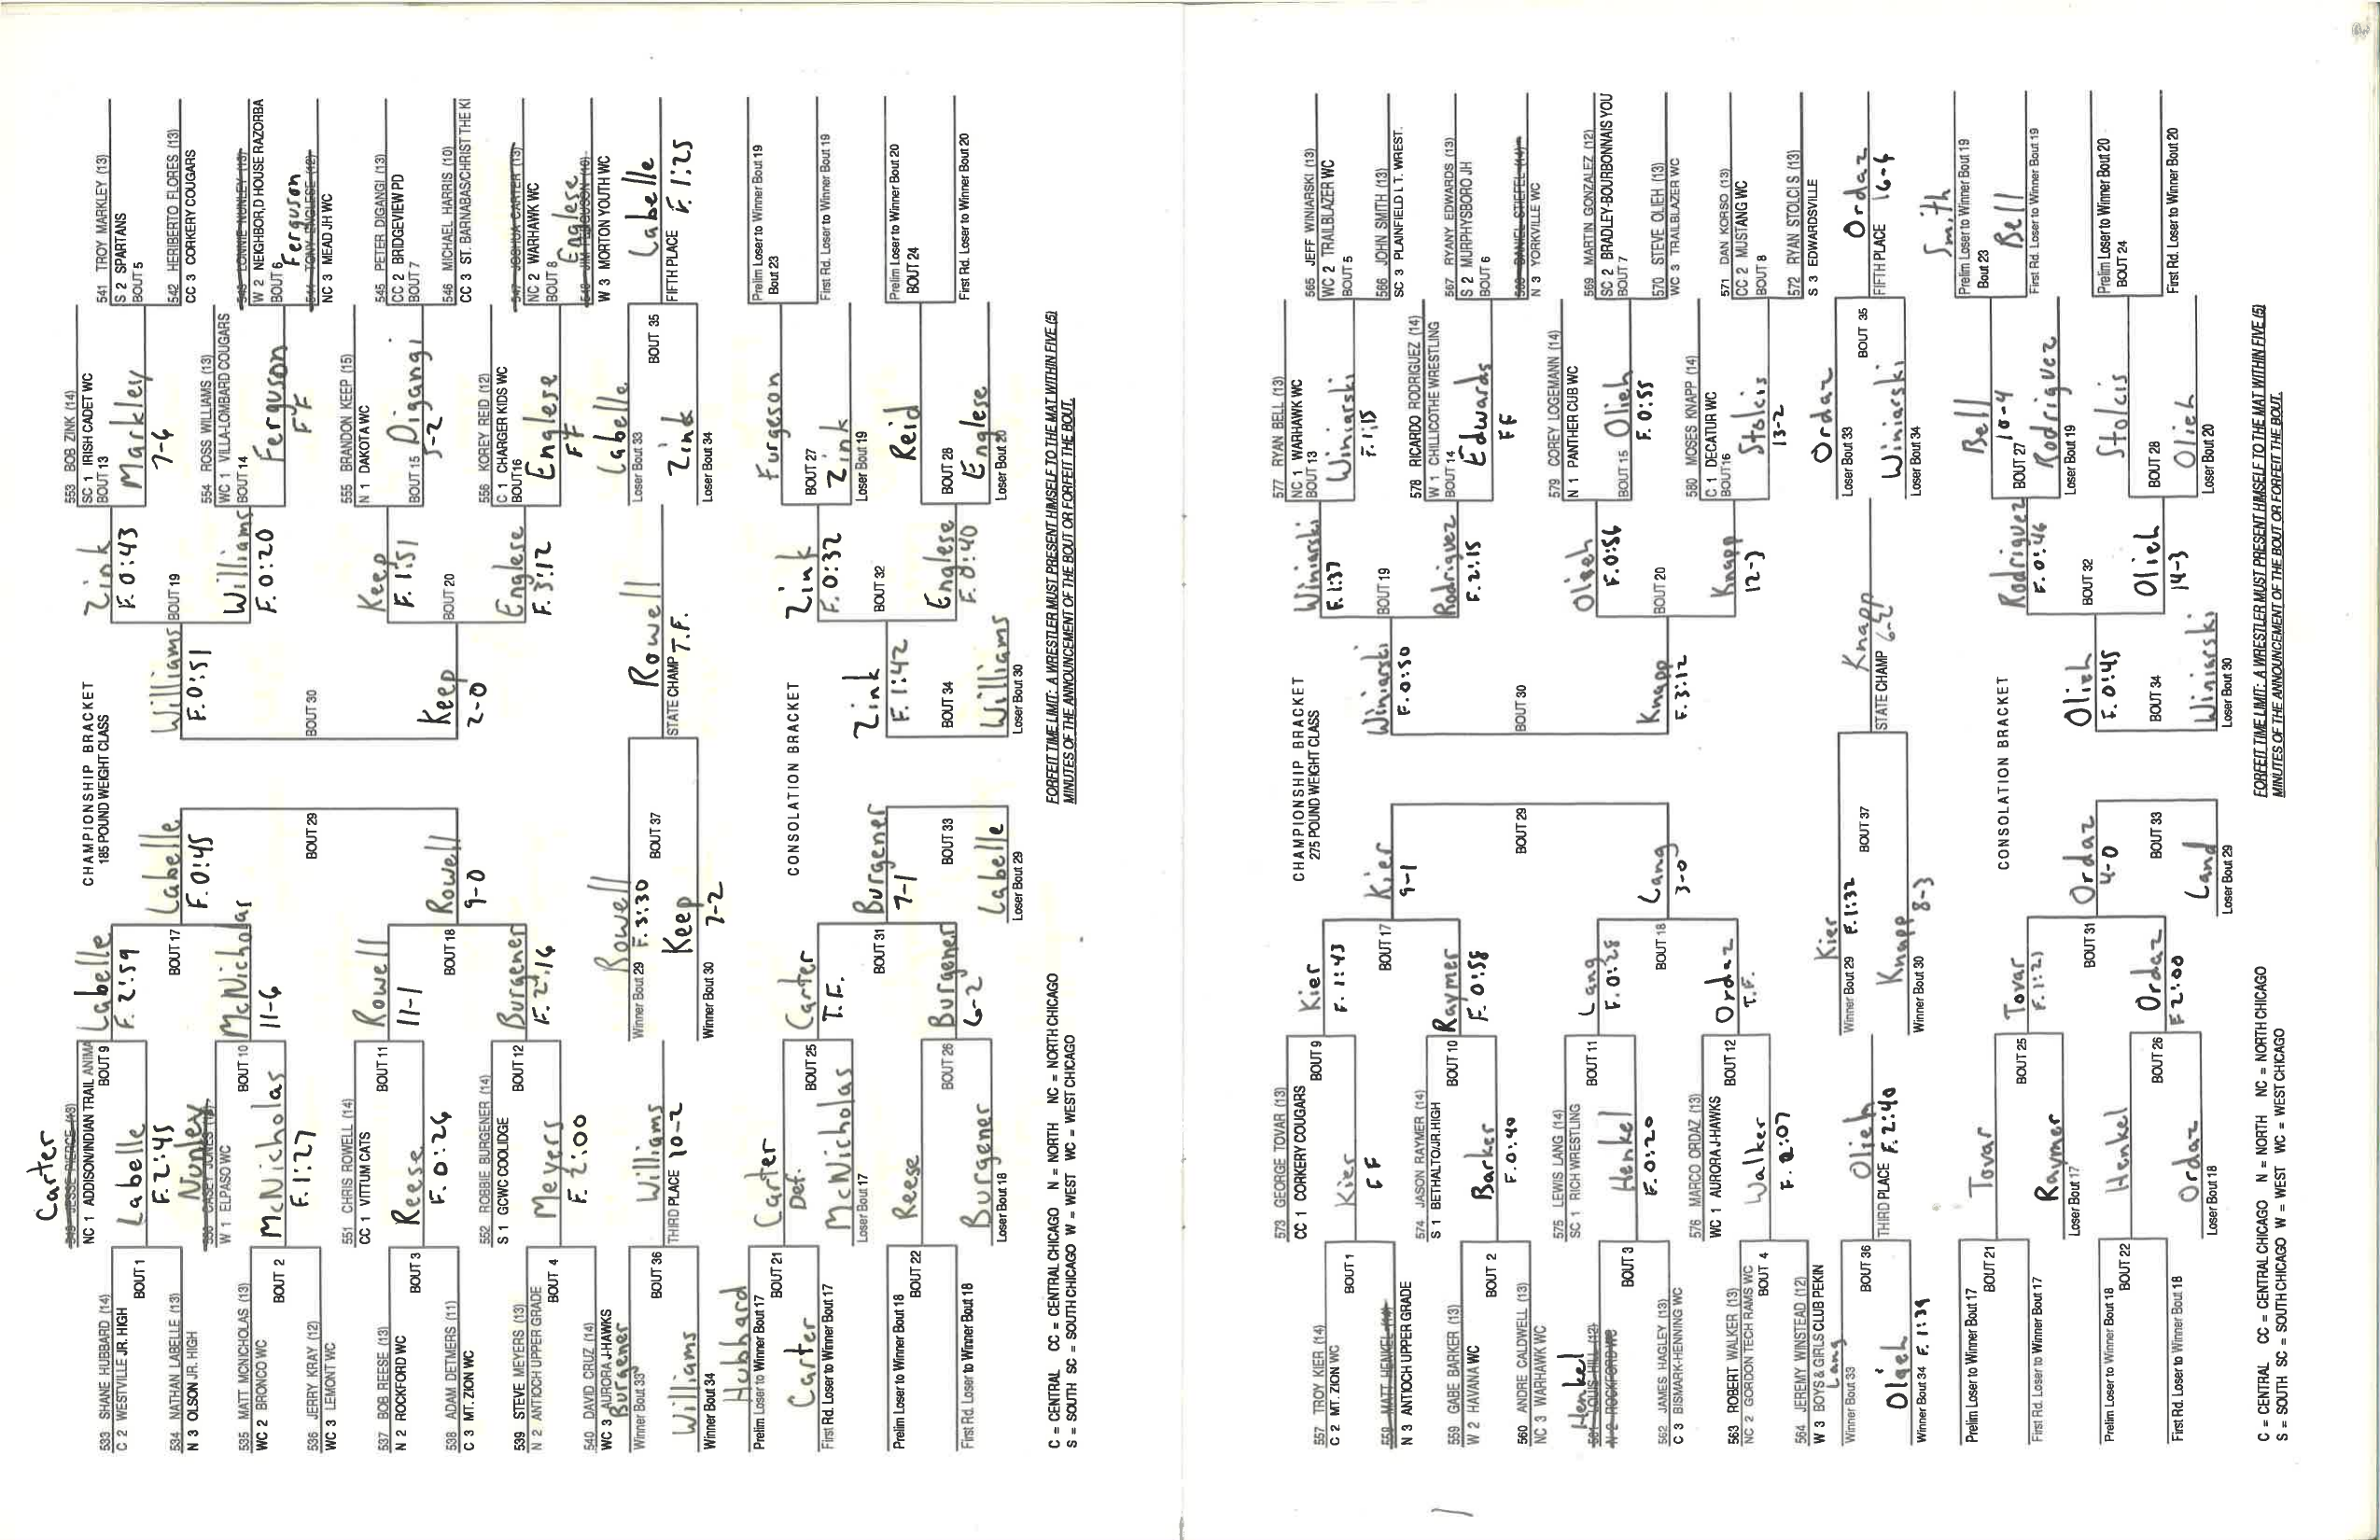 CHAMPIONSHIP BRACKET
185 POUND WEIGHT CLASS
533 SHANE HUBBARD (14)
C 2 WESTVILLE JR. HIGH
BOUT 1
534 NATHAN LABELLE (13)
N 3 OLSON JR. HIGH
535 MATT MCNICHOLAS (13)
WC 2 BRONCO WC
BOUT 2
536 JERRY KRAY (12)
WC 3 LEMONT WC
537 BOB REESE (13)
N 2 ROCKFORD WC
BOUT 3
538 ADAM DETMERS (11)
C 3 MT. ZION WC
539 STEVE MEYERS (13)
N 2 ANTIOCH UPPER GRADE
BOUT 4
540 DAVID CRUZ (14)
WC 3 AURORA J-HAWKS
Carter
549 JESSE PIERCE (13)
NC 1 ADDISON/INDIAN TRAIL ANIMA
BOUT 9
Labelle
F. 2:45
Nunley
550 CASEY JONES
W 1 ELPASO WC
BOUT 10
McNicholas
F. 1:27
551 CHRIS ROWELL (14)
CC 1 VITTUM CATS
BOUT 11
Reese
F. 0:26
552 ROBBIE BURGENER (14)
S 1 GCWC COOLIDGE
BOUT 12
Meyers
F. 2:00
Labelle
F. 2:59
BOUT 17
McNicholas
11-6
Rowell
11-1
BOUT 18
Burgener
F. 2:16
Labelle
F. 0:45
BOUT 29
Rowell
9-0
Williams
F. 0:51
BOUT 30
Keep
2-0
Zink
F. 0:43
BOUT 19
Williams
F. 0:20
Keep
F. 1:51
BOUT 20
Englese
F. 3:12
553 BOB ZINK (14)
SC 1 IRISH CADET WC
BOUT 13
Markley
7-6
554 ROSS WILLIAMS (13)
WC 1 VILLA-LOMBARD COUGARS
BOUT 14
Ferguson
FF
555 BRANDON KEEP (15)
N 1 DAKOTA WC
BOUT 15
Digangi
5-2
556 KOREY REID (12)
C 1 CHARGER KIDS WC
BOUT16
Englese
FF
541 TROY MARKLEY (13)
S 2 SPARTANS
BOUT 5
542 HERIBERTO FLORES (13)
CC 3 CORKERY COUGARS
543 LONNIE NUNLEY (13)
W 2 NEIGHBOR,D HOUSE RAZORBA
BOUT 6
Ferguson
544 TONY ENGLESE (12)
NC 3 MEAD JH WC
545 PETER DIGANGI (13)
CC 2 BRIDGEVIEW PD
BOUT 7
546 MICHAEL HARRIS (10)
CC 3 ST. BARNABAS/CHRIST THE KI
547 JOSHUA CARTER (13)
NC 2 WARHAWK WC
BOUT 8
Englese
548 JIM FERGUSON (10)
W 3 MORTON YOUTH WC
Burgener
Winner Bout 33
BOUT 36
Williams
Winner Bout 34
Williams
THIRD PLACE 10-2
Rowell
Winner Bout 29 F. 3:30
BOUT 37
Keep
Winner Bout 30 7-2
Rowell
STATE CHAMP T.F.
Labelle
Loser Bout 33
BOUT 35
Zink
Loser Bout 34
Labelle
FIFTH PLACE F. 1:25
CONSOLATION BRACKET
Hubbard
Prelim Loser to Winner Bout 17
BOUT 21
Carter
First Rd. Loser to Winner Bout 17
Prelim Loser to Winner Bout 18
BOUT 22
First Rd. Loser to Winner Bout 18
Carter
Def.
BOUT 25
McNicholas
Loser Bout 17
Reese
BOUT 26
Burgener
Loser Bout 18
Carter
T.F.
BOUT 31
Burgener
6-2
Burgener
7-1
BOUT 33
Labelle
Loser Bout 29
Zink
F. 1:42
BOUT 34
Williams
Loser Bout 30
Zink
F. 0:32
BOUT 32
Englese
F. 0:40
Furgeson
BOUT 27
Zink
Loser Bout 19
Reid
BOUT 28
Englese
Loser Bout 20
Prelim Loser to Winner Bout 19
Bout 23
First Rd. Loser to Winner Bout 19
Prelim Loser to Winner Bout 20
BOUT 24
First Rd. Loser to Winner Bout 20
C = CENTRAL CC = CENTRAL CHICAGO N = NORTH NC = NORTH CHICAGO
S = SOUTH SC = SOUTH CHICAGO W = WEST WC = WEST CHICAGO
FORFEIT TIME LIMIT: A WRESTLER MUST PRESENT HIMSELF TO THE MAT WITHIN FIVE (5)
MINUTES OF THE ANNOUNCEMENT OF THE BOUT OR FORFEIT THE BOUT.
CHAMPIONSHIP BRACKET
275 POUND WEIGHT CLASS
557 TROY KIER (14)
C 2 MT. ZION WC
BOUT 1
558 MATT HENKEL (14)
N 3 ANTIOCH UPPER GRADE
559 GABE BARKER (13)
W 2 HAVANA WC
BOUT 2
560 ANDRE CALDWELL (13)
NC 3 WARHAWK WC
Henkel
561 LOUIS HILL (12)
N 2 ROCKFORD WC
BOUT 3
562 JAMES HAGLEY (13)
C 3 BISMARK-HENNING WC
563 ROBERT WALKER (13)
NC 2 GORDON TECH RAMS WC
BOUT 4
564 JEREMY WINSTEAD (12)
W 3 BOYS & GIRLS CLUB PEKIN
573 GEORGE TOVAR (13)
CC 1 CORKERY COUGARS
BOUT 9
Kier
FF
574 JASON RAYMER (14)
S 1 BETHALTO JR.HIGH
BOUT 10
Barker
F. 0:40
575 LEWIS LANG (14)
SC 1 RICH WRESTLING
BOUT 11
Henkel
F. 0:20
576 MARCO ORDAZ (13)
WC 1 AURORA J-HAWKS
BOUT 12
Walker
F. 2:07
Kier
F. 1:43
BOUT 17
Raymer
F. 0:58
Lang
F. 0:28
BOUT 18
Ordaz
T.F.
Kier
9-1
BOUT 29
Lang
3-0
Winiarski
F. 0:50
BOUT 30
Knapp
F. 3:12
Winiarski
F. 1:37
BOUT 19
Rodriguez
F. 2:15
Olieh
F. 0:56
BOUT 20
Knapp
12-3
577 RYAN BELL (13)
NC 1 WARHAWK WC
BOUT 13
Winiarski
F. 1:15
578 RICARDO RODRIGUEZ (14)
W 1 CHILLICOTHE WRESTLING
BOUT 14
Edwards
FF
579 COREY LOGEMANN (14)
N 1 PANTHER CUB WC
BOUT 15
Olieh
F. 0:55
580 MOSES KNAPP (14)
C 1 DECATUR WC
BOUT16
Stolcis
13-2
565 JEFF WINIARSKI (13)
WC 2 TRAILBLAZER WC
BOUT 5
566 JOHN SMITH (13)
SC 3 PLAINFIELD L T. WREST.
567 RYANY EDWARDS (13)
S 2 MURPHYSBORO JH
BOUT 6
568 DANIEL STIEFEL (14)
N 3 YORKVILLE WC
569 MARTIN GONZALEZ (12)
SC 2 BRADLEY-BOURBONNAIS YOU
BOUT 7
570 STEVE OLIEH (13)
WC 3 TRAILBLAZER WC
571 DAN KORSO (13)
CC 2 MUSTANG WC
BOUT 8
572 RYAN STOLCIS (13)
S 3 EDWARDSVILLE
Lang
Winner Bout 33
BOUT 36
Olieh
Winner Bout 34 F. 1:39
Olieh
THIRD PLACE F. 2:40
Kier
Winner Bout 29 F. 1:32
BOUT 37
Knapp
Winner Bout 30 8-3
Knapp
STATE CHAMP 6-4
Ordaz
Loser Bout 33
BOUT 35
Winiarski
Loser Bout 34
Ordaz
FIFTH PLACE 16-6
CONSOLATION BRACKET
Prelim Loser to Winner Bout 17
BOUT 21
First Rd. Loser to Winner Bout 17
Prelim Loser to Winner Bout 18
BOUT 22
First Rd. Loser to Winner Bout 18
Tovar
BOUT 25
Raymer
Loser Bout 17
Henkel
BOUT 26
Ordaz
Loser Bout 18
Tovar
F. 1:21
BOUT 31
Ordaz
F 2:00
Ordaz
4-0
BOUT 33
Land
Loser Bout 29
Olieh
F. 0:45
BOUT 34
Winiarski
Loser Bout 30
Rodriguez
F. 0:46
BOUT 32
Olieh
14-3
Bell
10-4
BOUT 27
Rodriguez
Loser Bout 19
Stolcis
BOUT 28
Olieh
Loser Bout 20
Smith
Prelim Loser to Winner Bout 19
Bout 23
Bell
First Rd. Loser to Winner Bout 19
Prelim Loser to Winner Bout 20
BOUT 24
First Rd. Loser to Winner Bout 20
C = CENTRAL CC = CENTRAL CHICAGO N = NORTH NC = NORTH CHICAGO
S = SOUTH SC = SOUTH CHICAGO W = WEST WC = WEST CHICAGO
FORFEIT TIME LIMIT: A WRESTLER MUST PRESENT HIMSELF TO THE MAT WITHIN FIVE (5)
MINUTES OF THE ANNOUNCEMENT OF THE BOUT OR FORFEIT THE BOUT.